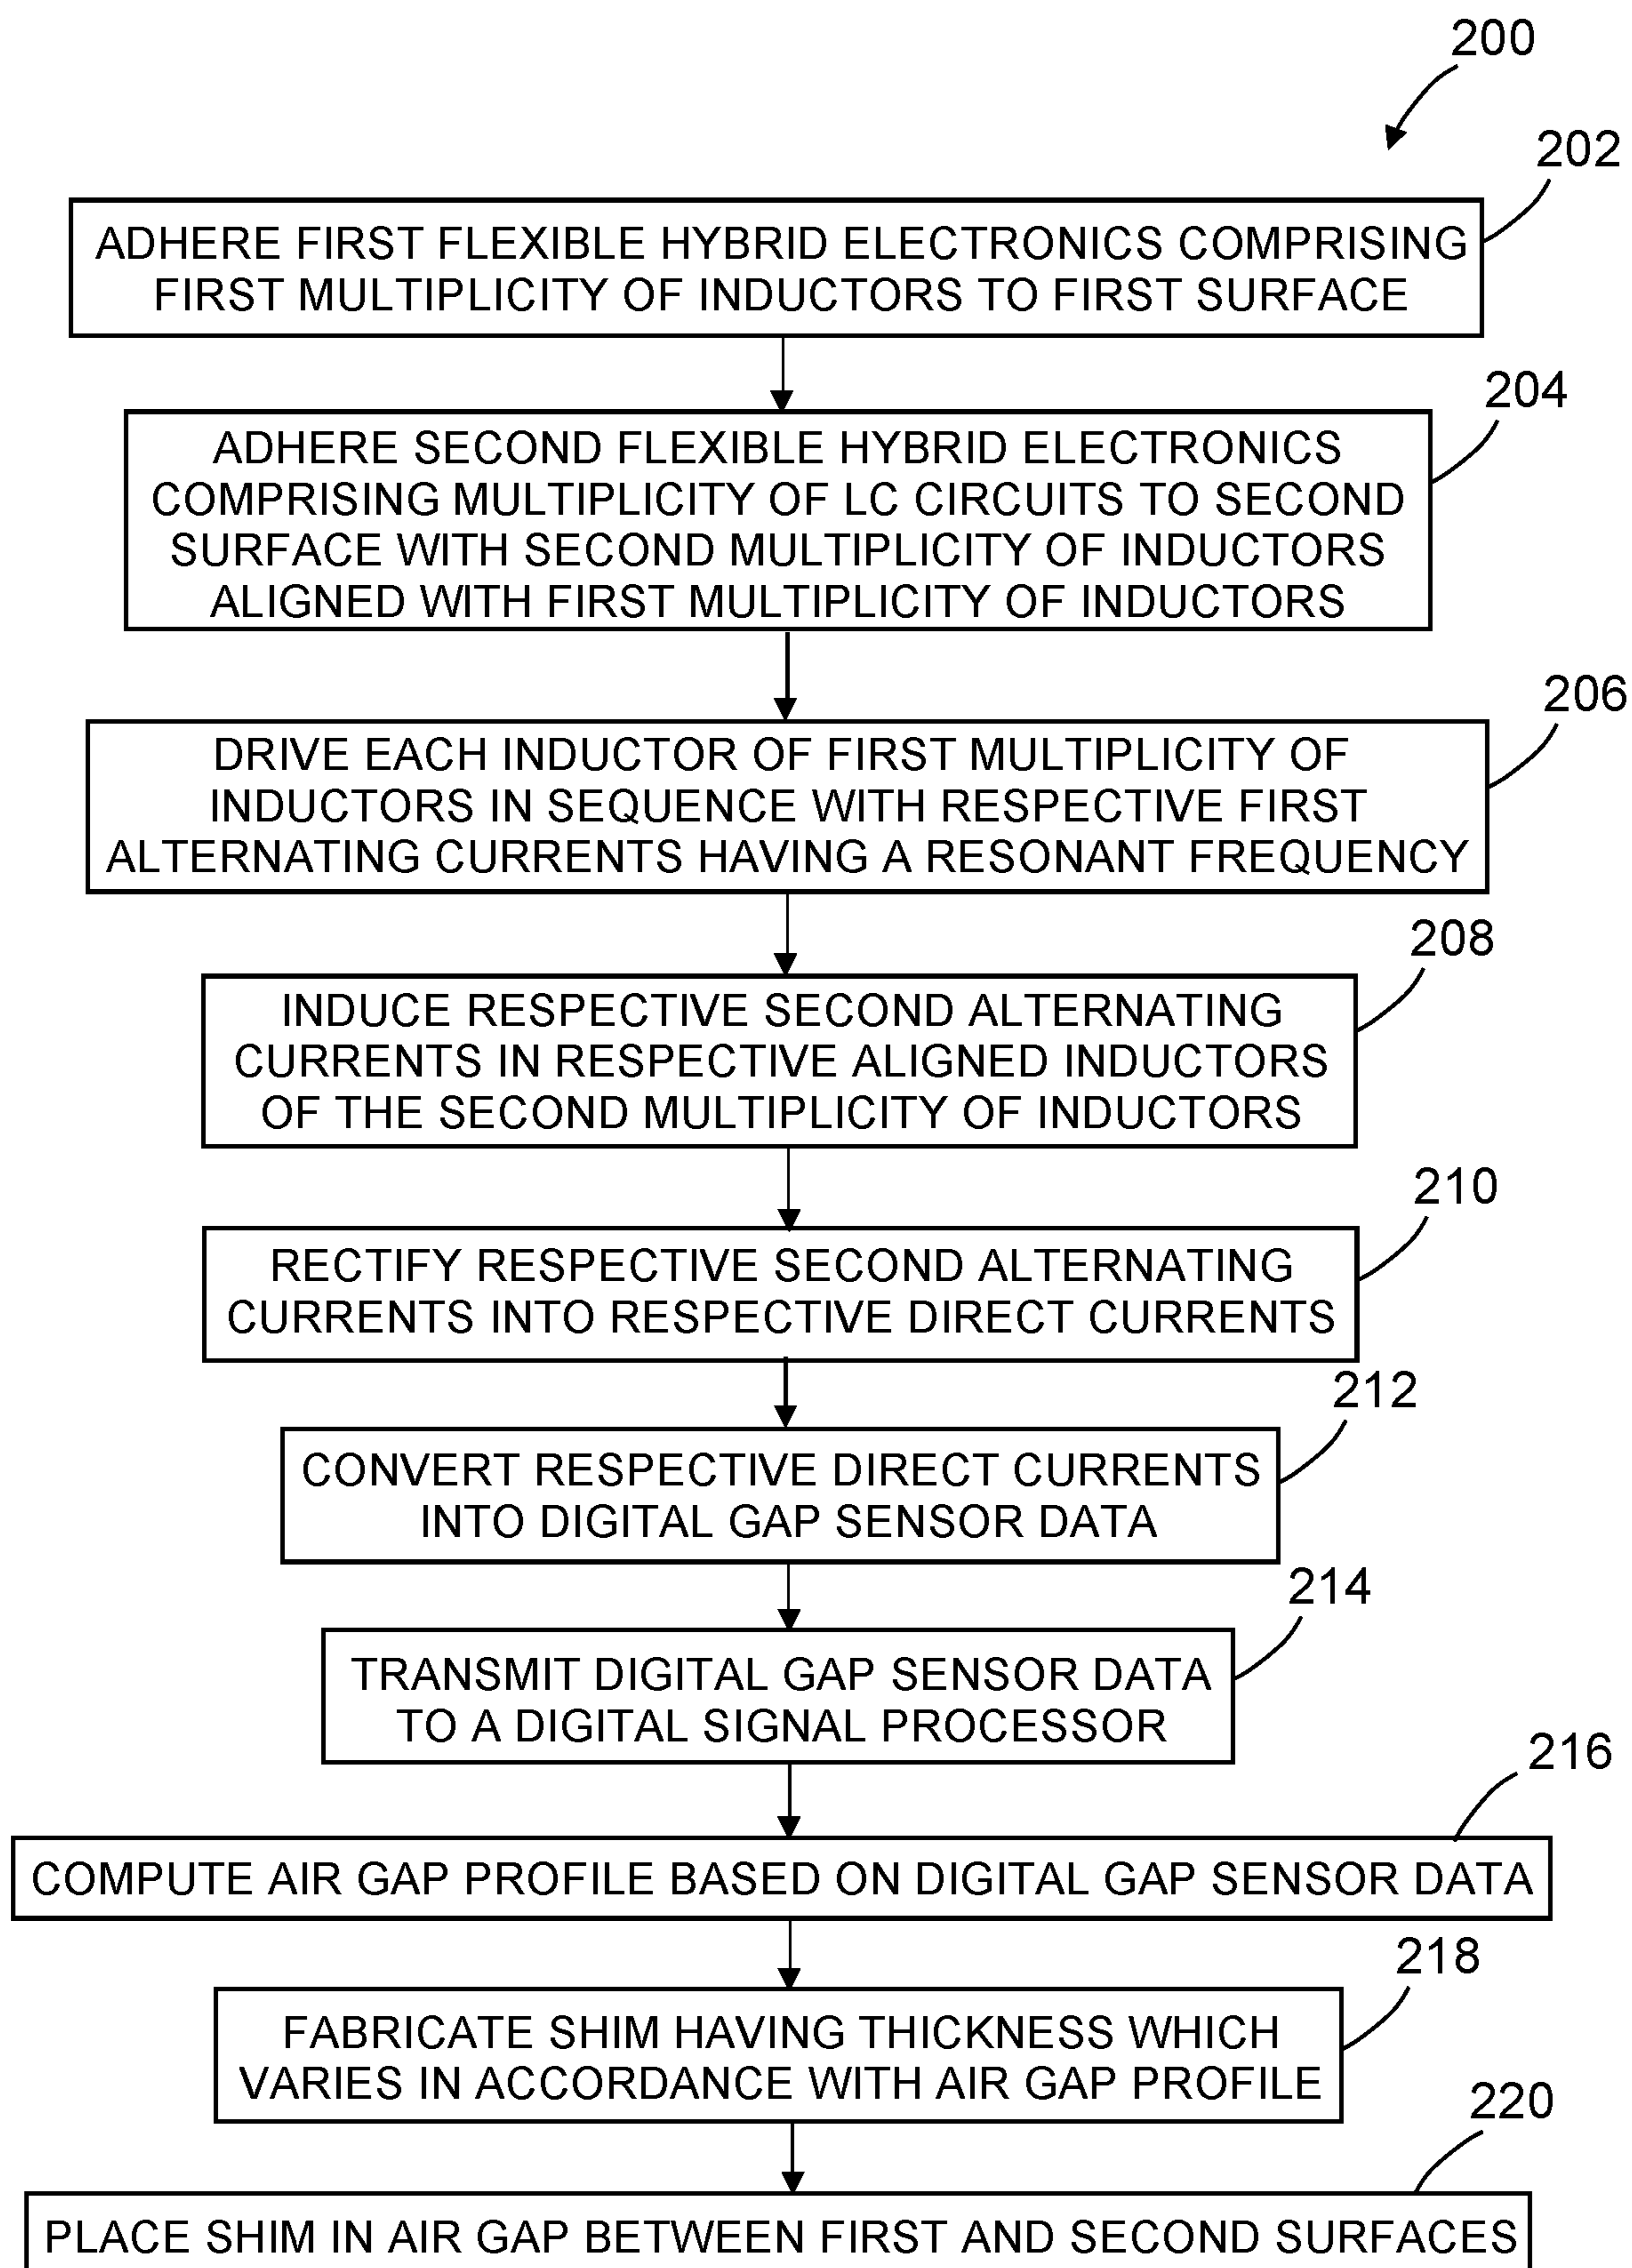 200
202
ADHERE FIRST FLEXIBLE HYBRID ELECTRONICS COMPRISING
FIRST MULTIPLICITY OF INDUCTORS TO FIRST SURFACE
204
ADHERE SECOND FLEXIBLE HYBRID ELECTRONICS
COMPRISING MULTIPLICITY OF LC CIRCUITS TO SECOND
SURFACE WITH SECOND MULTIPLICITY OF INDUCTORS
ALIGNED WITH FIRST MULTIPLICITY OF INDUCTORS
206
DRIVE EACH INDUCTOR OF FIRST MULTIPLICITY OF
INDUCTORS IN SEQUENCE WITH RESPECTIVE FIRST
ALTERNATING CURRENTS HAVING A RESONANT FREQUENCY
208
INDUCE RESPECTIVE SECOND ALTERNATING
CURRENTS IN RESPECTIVE ALIGNED INDUCTORS
OF THE SECOND MULTIPLICITY OF INDUCTORS
210
RECTIFY RESPECTIVE SECOND ALTERNATING
CURRENTS INTO RESPECTIVE DIRECT CURRENTS
212
CONVERT RESPECTIVE DIRECT CURRENTS
INTO DIGITAL GAP SENSOR DATA
214
TRANSMIT DIGITAL GAP SENSOR DATA
TO A DIGITAL SIGNAL PROCESSOR
216
COMPUTE AIR GAP PROFILE BASED ON DIGITAL GAP SENSOR DATA
218
FABRICATE SHIM HAVING THICKNESS WHICH
VARIES IN ACCORDANCE WITH AIR GAP PROFILE
220
PLACE SHIM IN AIR GAP BETWEEN FIRST AND SECOND SURFACES